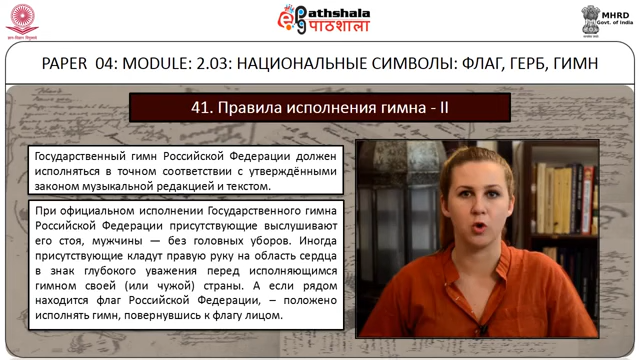 ePathshala
पाठशाला
MHRD
Govt. of India
PAPER 04: MODULE: 2.03: НАЦИОНАЛЬНЫЕ СИМВОЛЫ: ФЛАГ, ГЕРБ, ГИМН
41. Правила исполнения гимна - II
Государственный гимн Российской Федерации должен
исполняться в точном соответствии с утверждёнными
законом музыкальной редакцией и текстом.
При официальном исполнении Государственного гимна
Российской Федерации присутствующие выслушивают
его стоя, мужчины — без головных уборов. Иногда
присутствующие кладут правую руку на область сердца
в знак глубокого уважения перед исполняющимся
гимном своей (или чужой) страны. А если рядом
находится флаг Российской Федерации, – положено
исполнять гимн, повернувшись к флагу лицом.